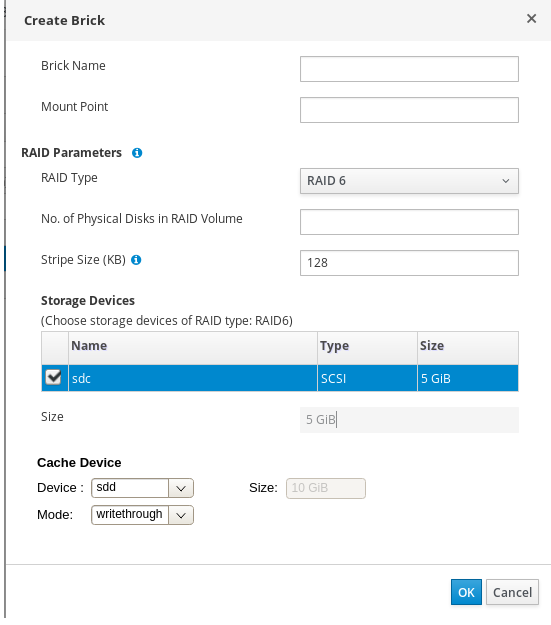 Create Brick
Brick Name
Mount Point
RAID Parameters
RAID Type RAID 6
No. of Physical Disks in RAID Volume
Stripe Size (KB) 128
Storage Devices
(Choose storage devices of RAID type: RAID6)
Name Type Size
sdc SCSI 5 GiB
Size 5 GiB
Cache Device
Device : sdd Size: 10 GiB
Mode: writethrough
OK Cancel